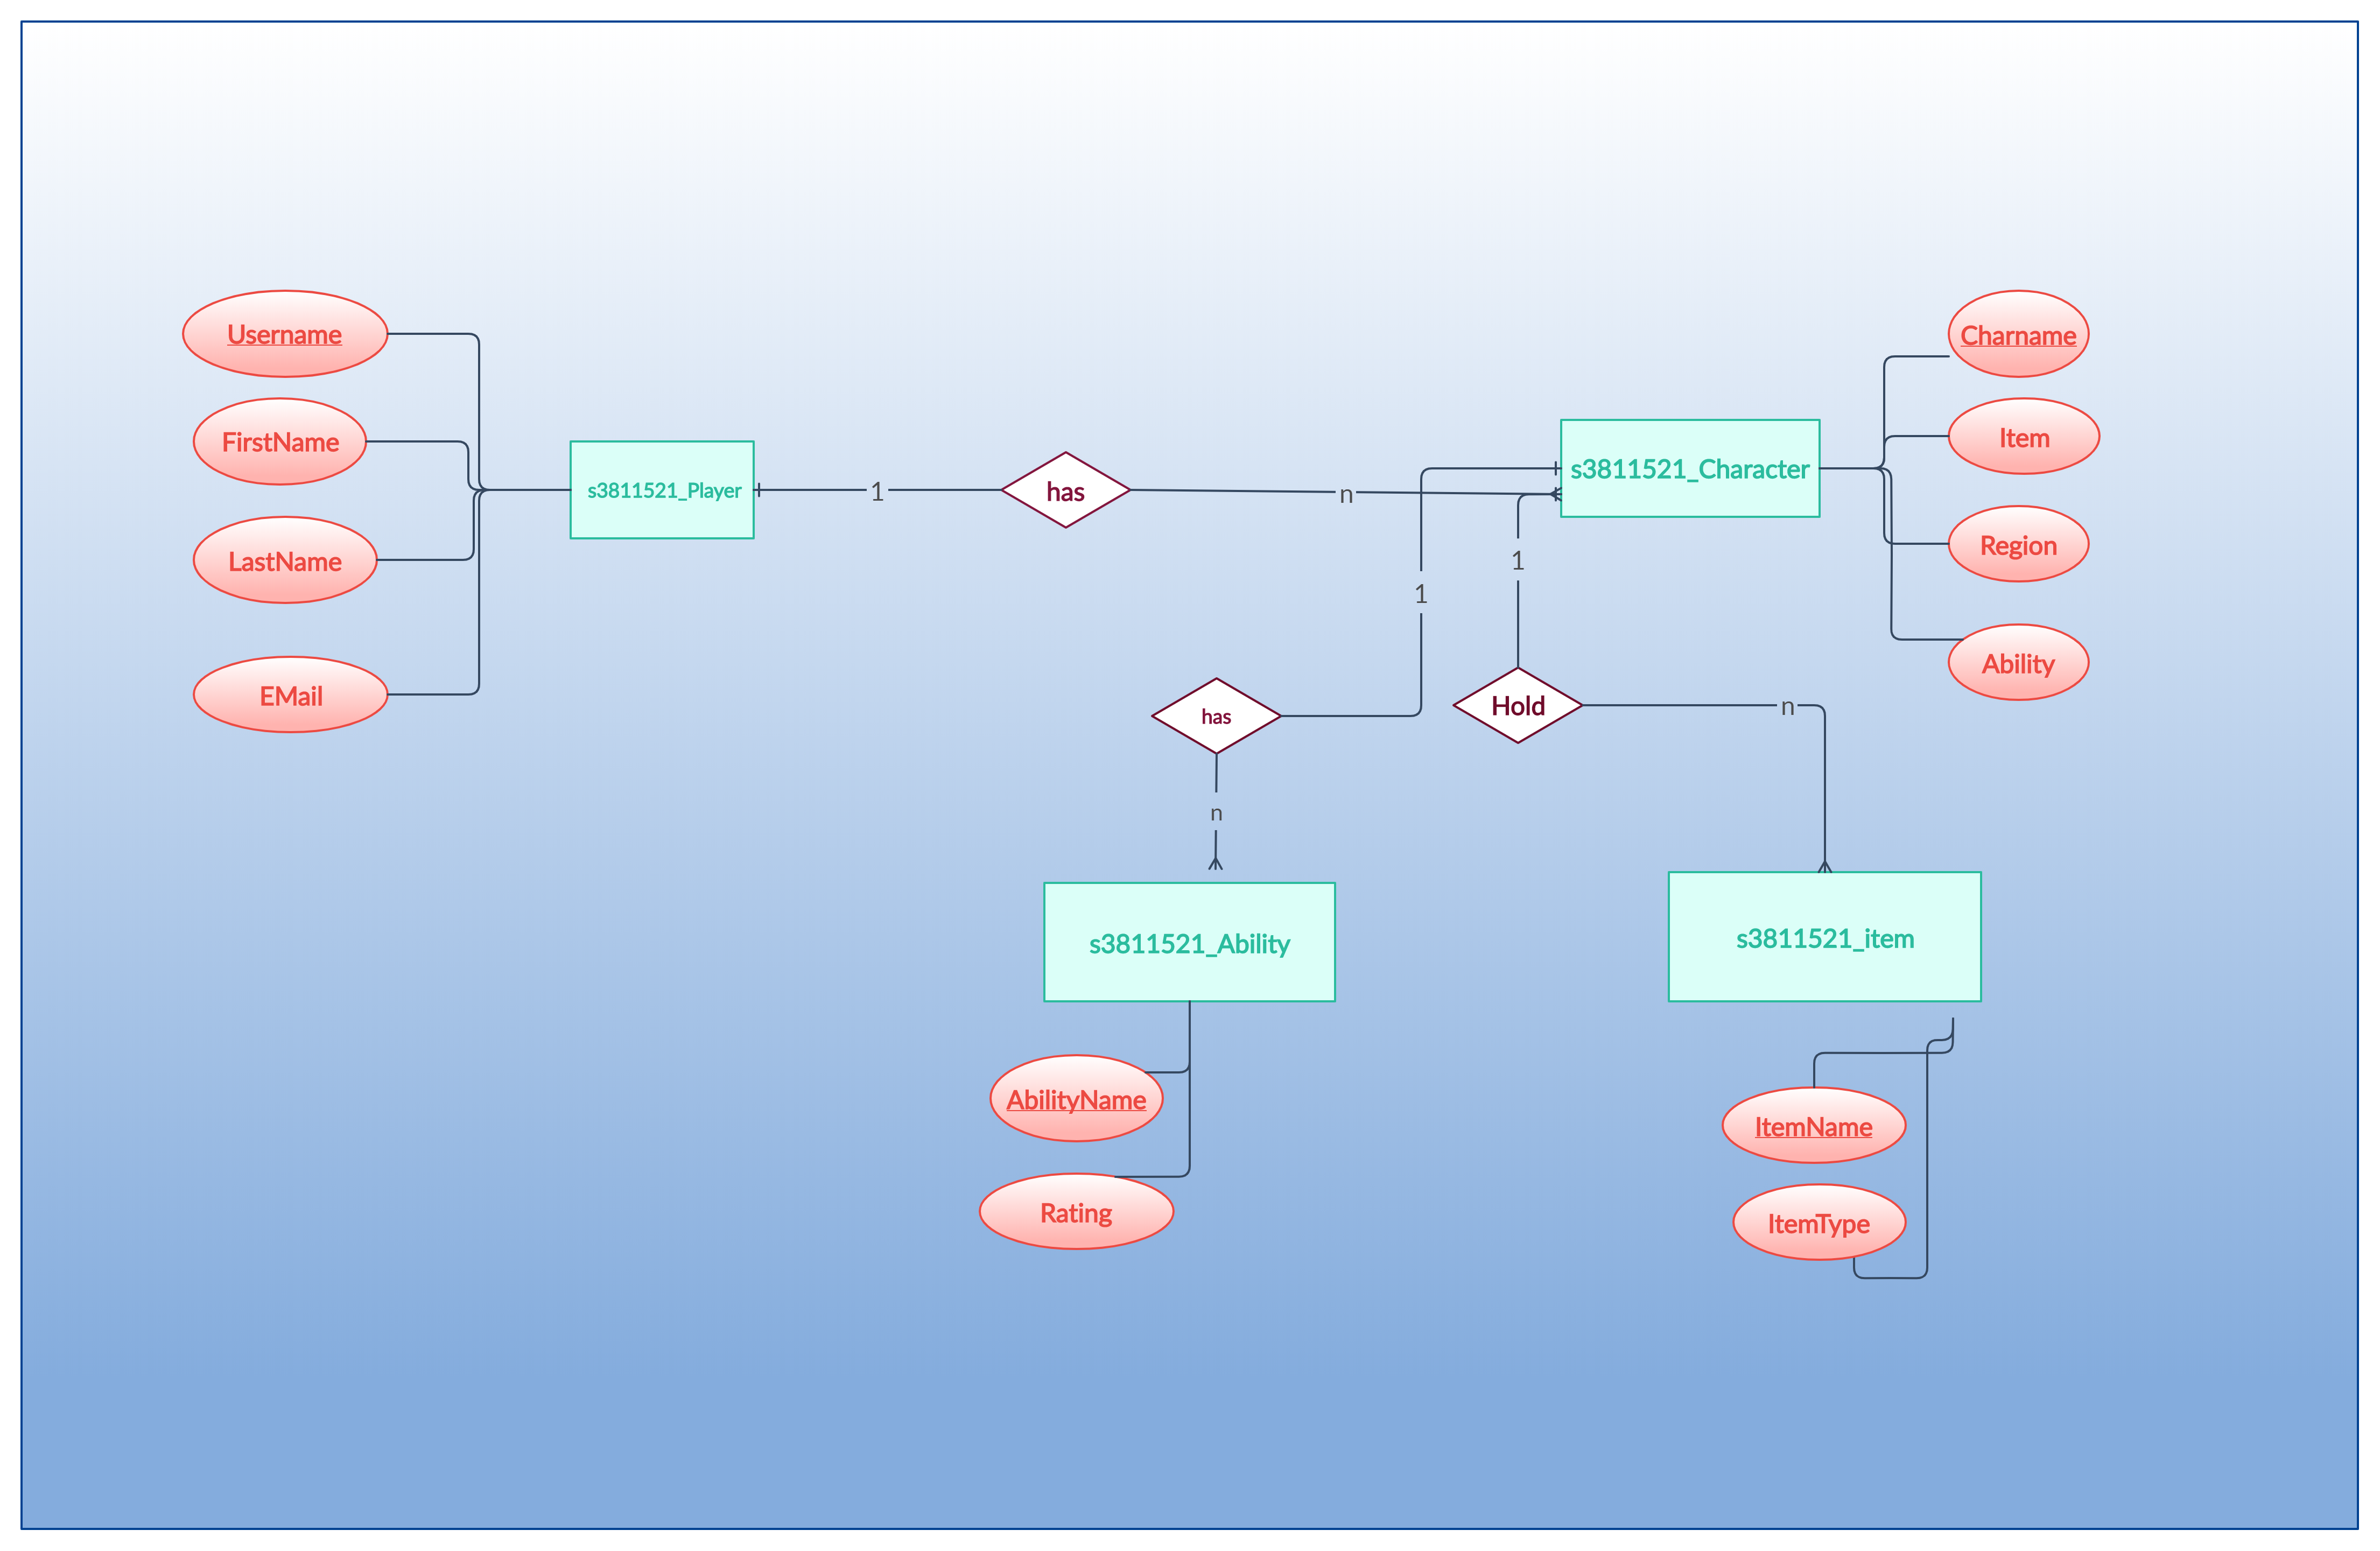 Username
FirstName
LastName
EMail
s3811521_Player
1
has
n
s3811521_Character
Charname
Item
Region
Ability
1
1
has
Hold
n
n
s3811521_Ability
s3811521_item
AbilityName
Rating
ItemName
ItemType